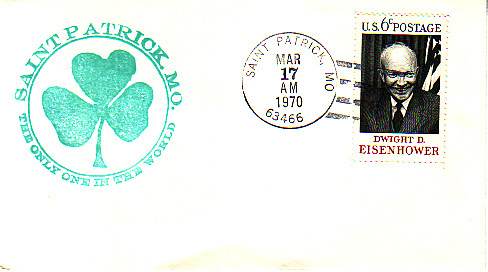 SAINT PATRICK, MO.
THE ONLY ONE IN THE WORLD
SAINT PATRICK, MO
MAR
17
AM
1970
63466
U.S. 6c POSTAGE
DWIGHT D.
EISENHOWER